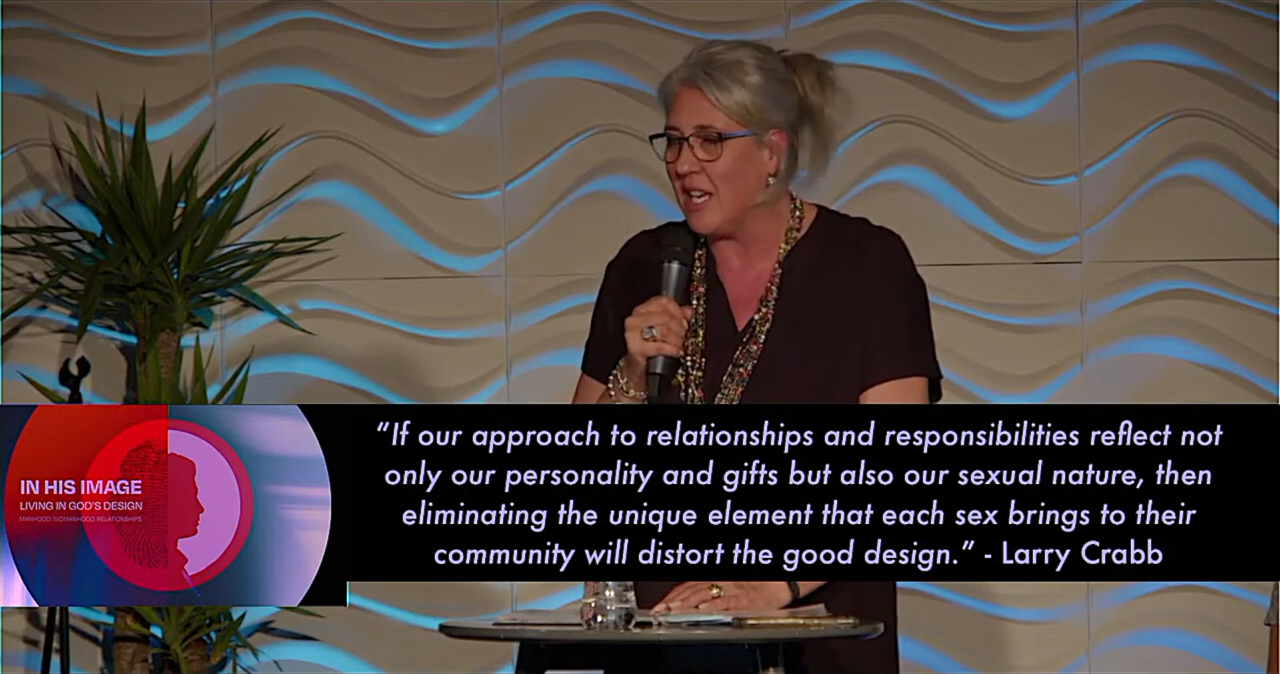 IN HIS IMAGE
LIVING IN GOD'S DESIGN
MANHOOD. WOMANHOOD. RELATIONSHIPS.
“If our approach to relationships and responsibilities reflect not
only our personality and gifts but also our sexual nature, then
eliminating the unique element that each sex brings to their
community will distort the good design.” - Larry Crabb